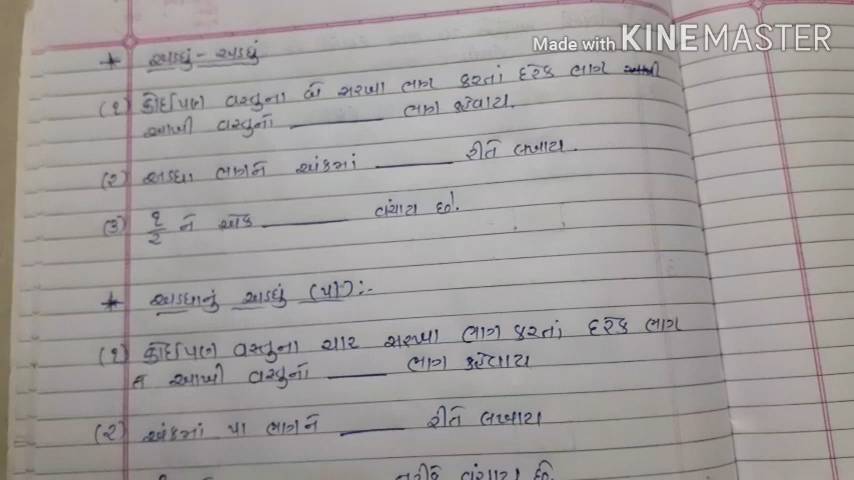 Made with KINEMASTER
* અડધું - અડધું
(૧) કોઈપણ વસ્તુના બે સરખા ભાગ કરતાં દરેક ભાગ
આખી વસ્તુનો ______ ભાગ કહેવાય.
(૨) અડધા ભાગને અંકમાં ______ રીતે લખાય.
(૩) ૧/૨ ને એક ______ વંચાય છે.
* અડધાનું અડધું (પા) :-
(૧) કોઈપણ વસ્તુના ચાર સરખા ભાગ કરતાં દરેક ભાગ
ને આખી વસ્તુનો ______ ભાગ કહેવાય
(૨) અંકમાં પા ભાગને ______ રીતે લખાય
તરીકે વંચાય છે.